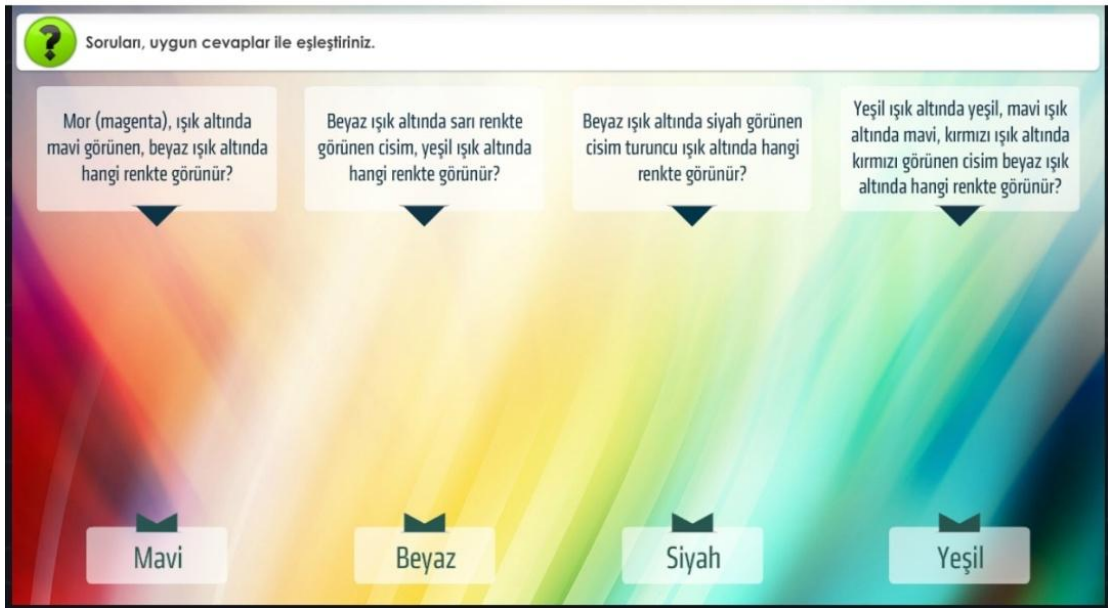 Soruları, uygun cevaplar ile eşleştiriniz.
Mor (magenta), ışık altında
mavi görünen, beyaz ışık altında
hangi renkte görünür?
Beyaz ışık altında sarı renkte
görünen cisim, yeşil ışık altında
hangi renkte görünür?
Beyaz ışık altında siyah görünen
cisim turuncu ışık altında hangi
renkte görünür?
Yeşil ışık altında yeşil, mavi ışık
altında mavi, kırmızı ışık altında
kırmızı görünen cisim beyaz ışık
altında hangi renkte görünür?
Mavi
Beyaz
Siyah
Yeşil